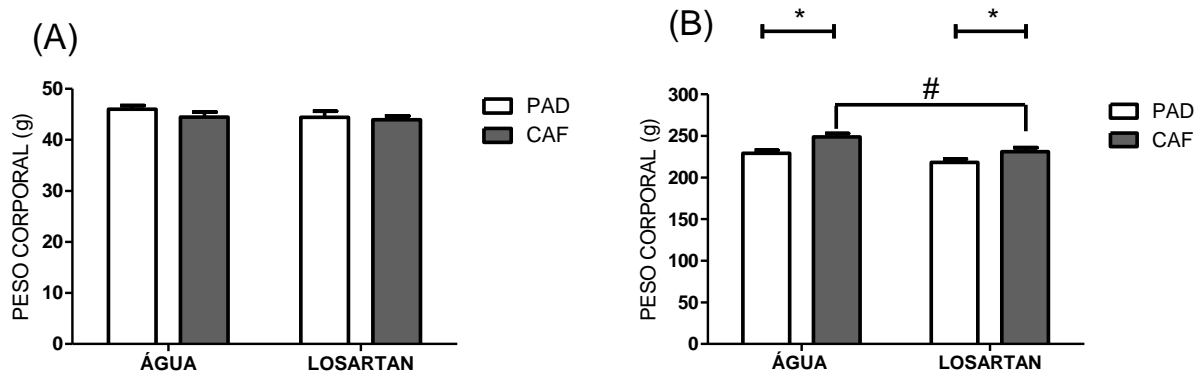 (A)
PESO CORPORAL (g)
50
40
30
20
10
0
ÁGUA
LOSARTAN
PAD
CAF
(B)
*
*
#
PESO CORPORAL (g)
300
250
200
150
100
50
0
ÁGUA
LOSARTAN
PAD
CAF